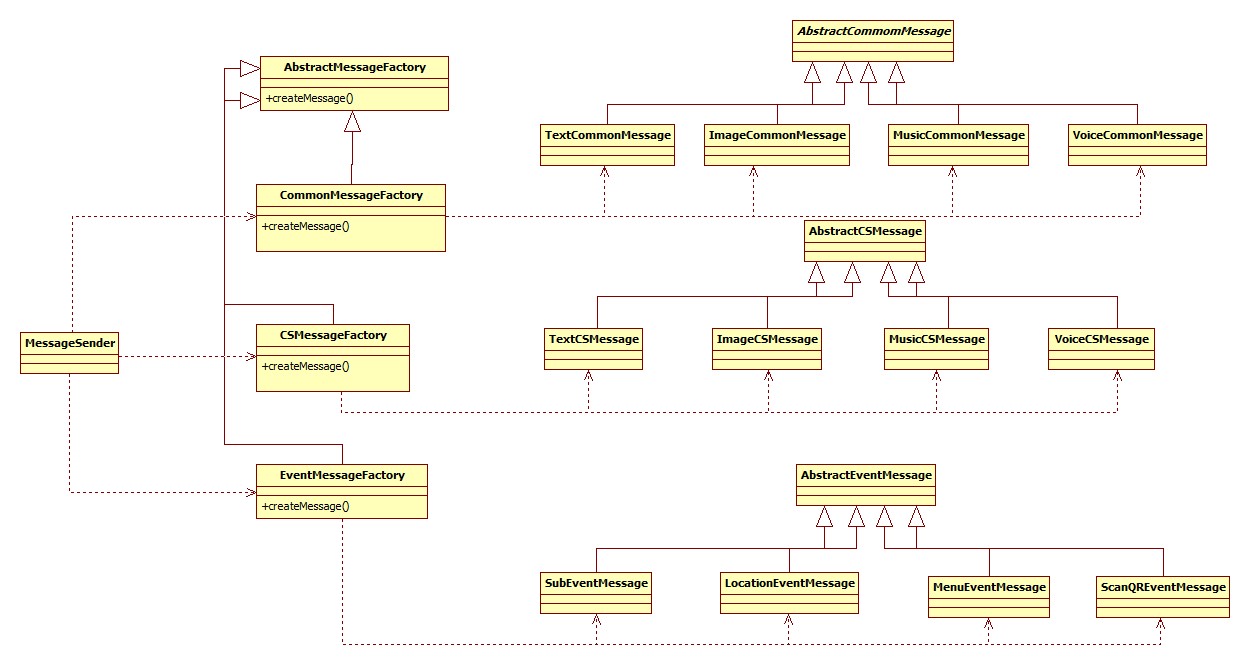 AbstractCommomMessage
AbstractMessageFactory
+createMessage()
TextCommonMessage
ImageCommonMessage
MusicCommonMessage
VoiceCommonMessage
CommonMessageFactory
+createMessage()
AbstractCSMessage
MessageSender
CSMessageFactory
+createMessage()
TextCSMessage
ImageCSMessage
MusicCSMessage
VoiceCSMessage
EventMessageFactory
+createMessage()
AbstractEventMessage
SubEventMessage
LocationEventMessage
MenuEventMessage
ScanQREventMessage